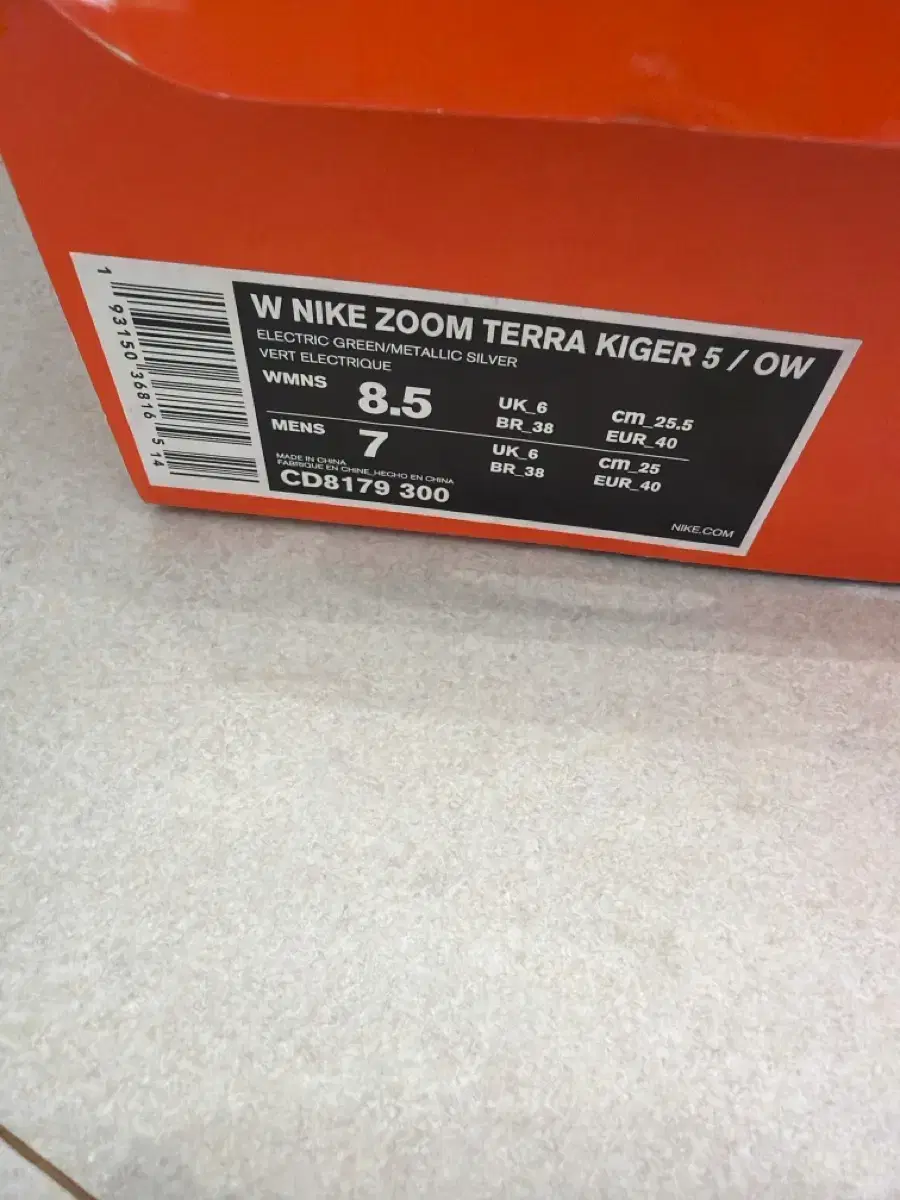 1 93150 36816 5 14
W NIKE ZOOM TERRA KIGER 5 / OW
ELECTRIC GREEN/METALLIC SILVER
VERT ELECTRIQUE
WMNS 8.5 UK_6 cm_25.5
BR_38 EUR_40
MENS 7 UK_6 cm_25
BR_38 EUR_40
MADE IN CHINA
FABRIQUE EN CHINE_HECHO EN CHINA
CD8179 300
NIKE.COM